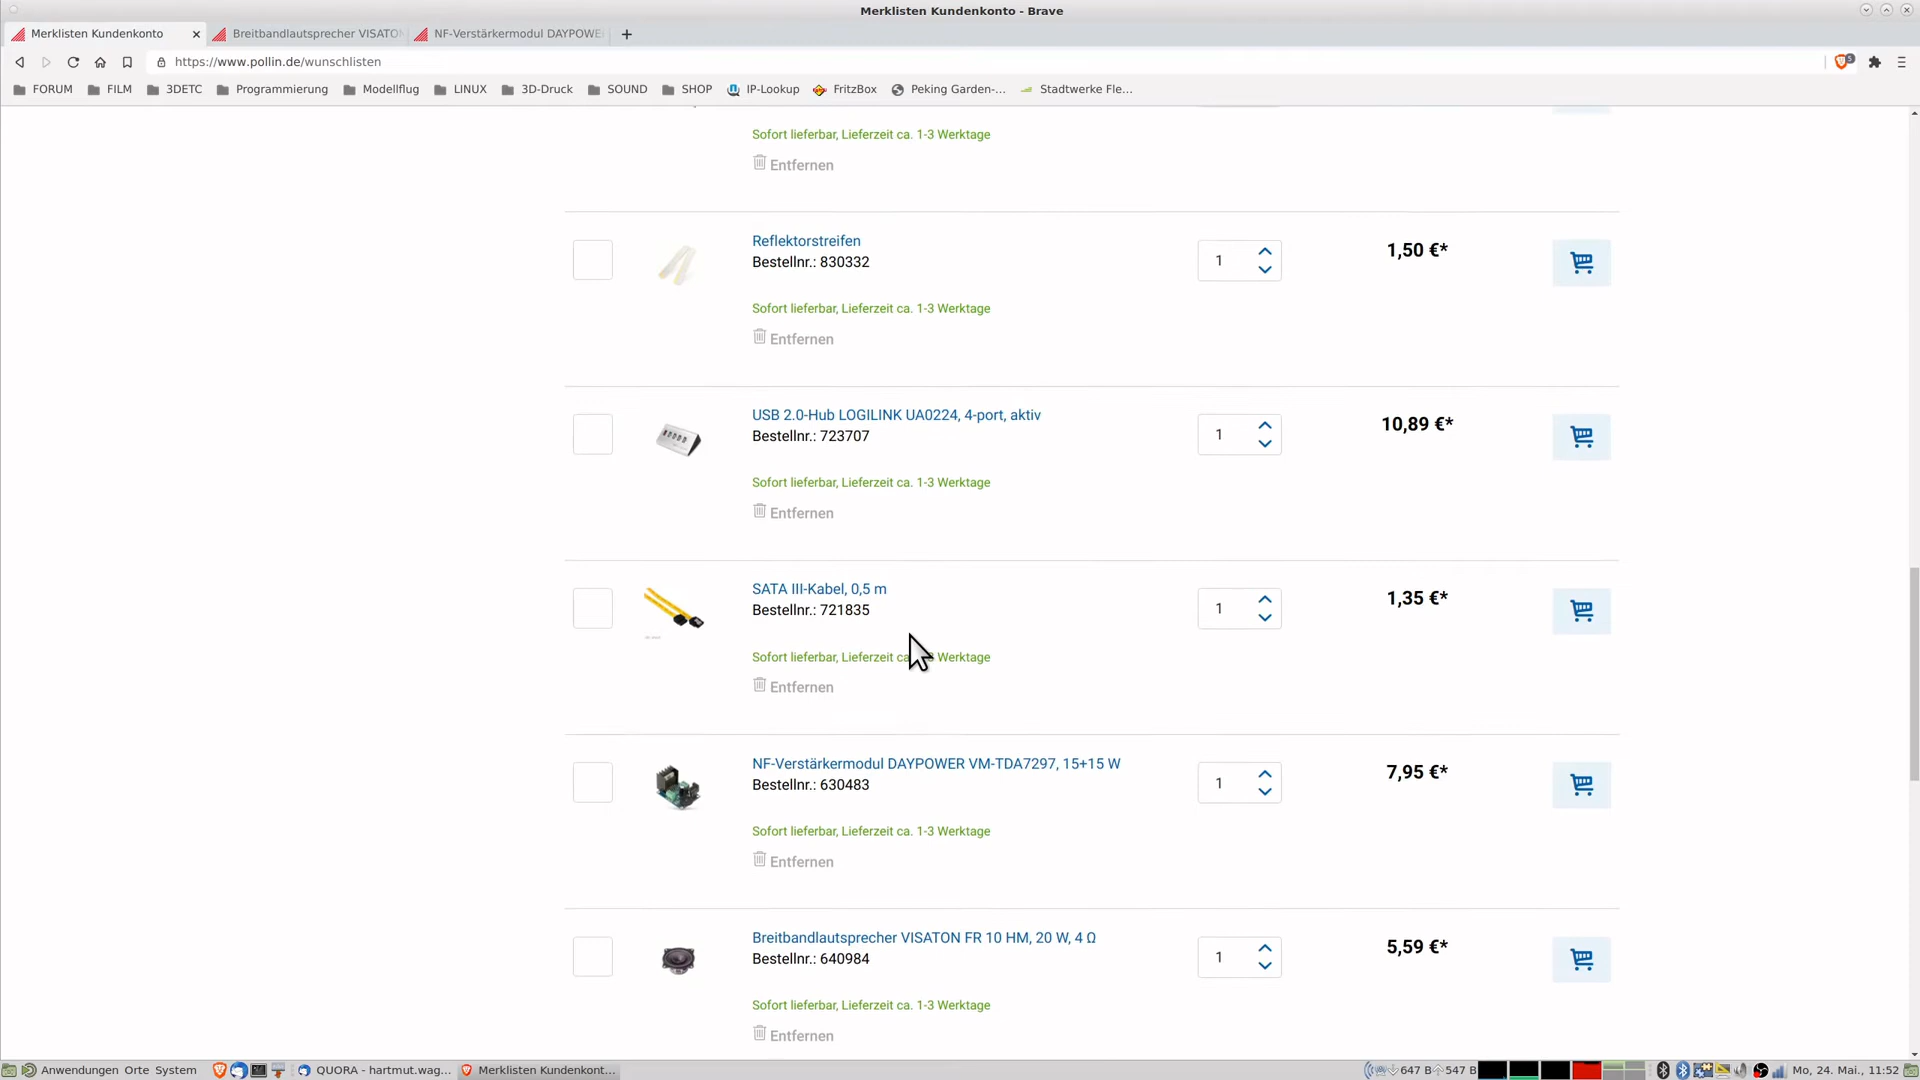 Merklisten Kundenkonto - Brave
Merklisten Kundenkonto
Breitbandlautsprecher VISATON
NF-Verstärkermodul DAYPOWE
https://www.pollin.de/wunschlisten
5
FORUM
FILM
3DETC
Programmierung
Modellflug
LINUX
3D-Druck
SOUND
SHOP
IP-Lookup
FritzBox
Peking Garden-...
Stadtwerke Fle...
Sofort lieferbar, Lieferzeit ca. 1-3 Werktage
Entfernen
Reflektorstreifen
Bestellnr.: 830332
1
1,50 €*
Sofort lieferbar, Lieferzeit ca. 1-3 Werktage
Entfernen
USB 2.0-Hub LOGILINK UA0224, 4-port, aktiv
Bestellnr.: 723707
1
10,89 €*
Sofort lieferbar, Lieferzeit ca. 1-3 Werktage
Entfernen
SATA III-Kabel, 0,5 m
Bestellnr.: 721835
1
1,35 €*
Sofort lieferbar, Lieferzeit ca. Werktage
Entfernen
NF-Verstärkermodul DAYPOWER VM-TDA7297, 15+15 W
Bestellnr.: 630483
1
7,95 €*
Sofort lieferbar, Lieferzeit ca. 1-3 Werktage
Entfernen
Breitbandlautsprecher VISATON FR 10 HM, 20 W, 4 Ω
Bestellnr.: 640984
1
5,59 €*
Sofort lieferbar, Lieferzeit ca. 1-3 Werktage
Entfernen
Anwendungen Orte System
QUORA - hartmut.wag...
Merklisten Kundenkont...
647 B
547 B
Mo, 24. Mai., 11:52